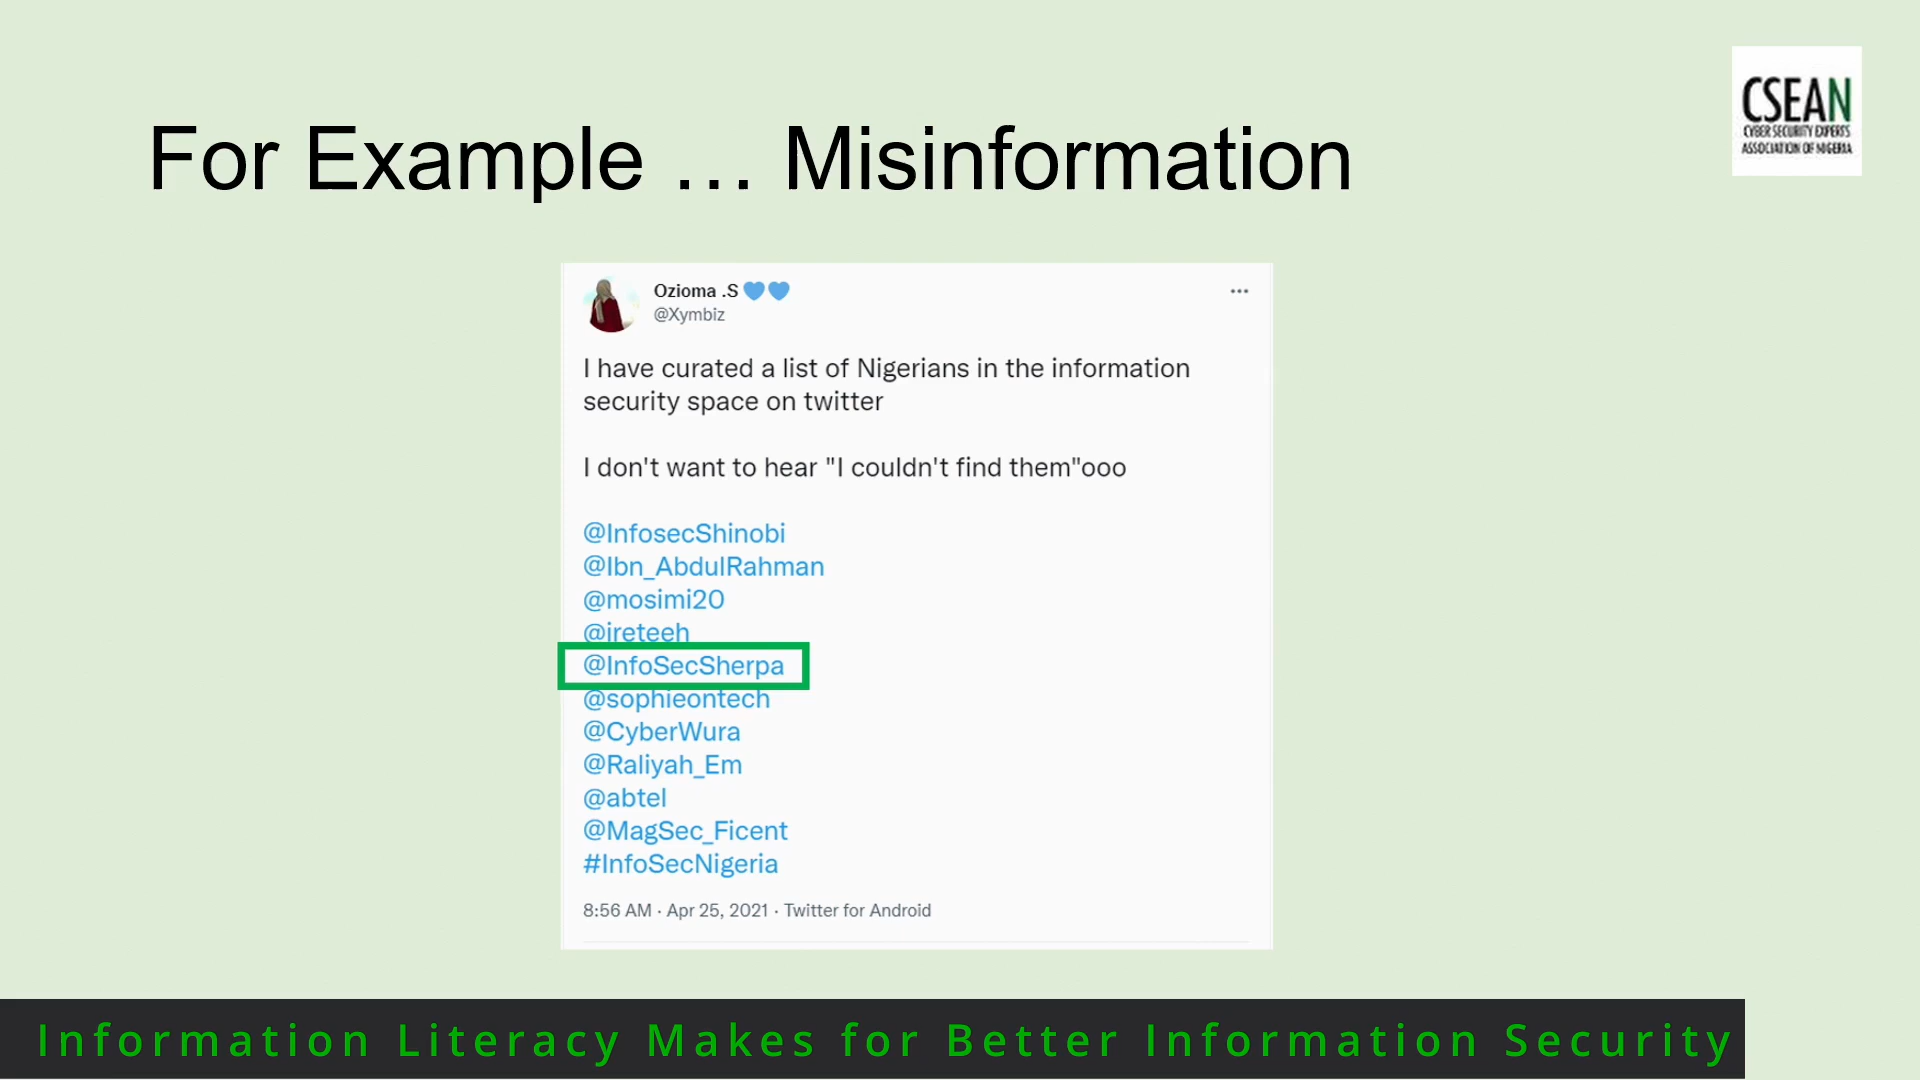 For Example … Misinformation
CSEAN
CYBER SECURITY EXPERTS
ASSOCIATION OF NIGERIA
Ozioma .S
@Xymbiz
I have curated a list of Nigerians in the information
security space on twitter
I don't want to hear "I couldn't find them"ooo
@InfosecShinobi
@Ibn_AbdulRahman
@mosimi20
@ireteeh
@InfoSecSherpa
@sophieontech
@CyberWura
@Raliyah_Em
@abtel
@MagSec_Ficent
#InfoSecNigeria
8:56 AM · Apr 25, 2021 · Twitter for Android
Information Literacy Makes for Better Information Security